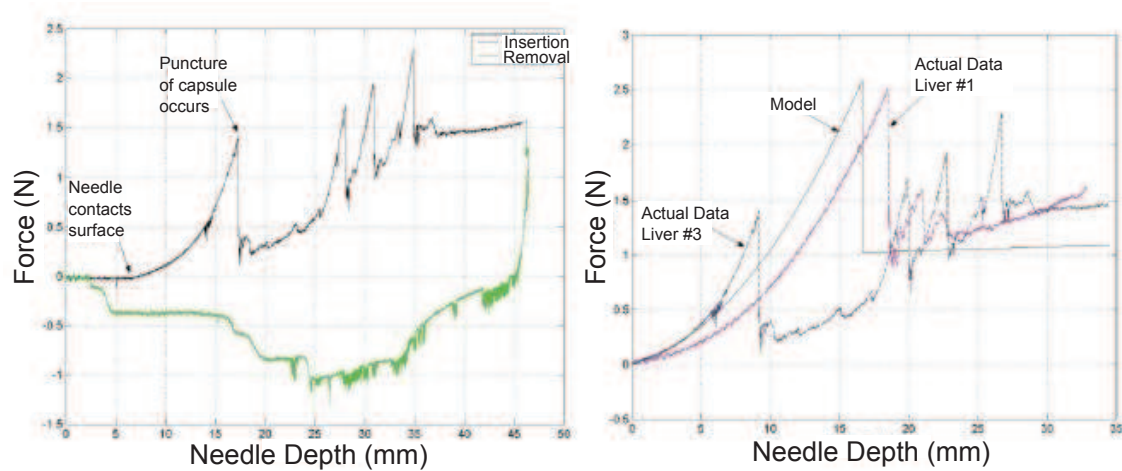 2.5
2
1.5
1
0.5
0
-0.5
-1
-1.5
0
5
10
15
20
25
30
35
40
45
50
Force (N)
Needle Depth (mm)
Puncture
of capsule
occurs
Needle
contacts
surface
Insertion
Removal
3
2.5
2
1.5
1
0.5
0
-0.5
0
5
10
15
20
25
30
35
Force (N)
Needle Depth (mm)
Model
Actual Data
Liver #1
Actual Data
Liver #3